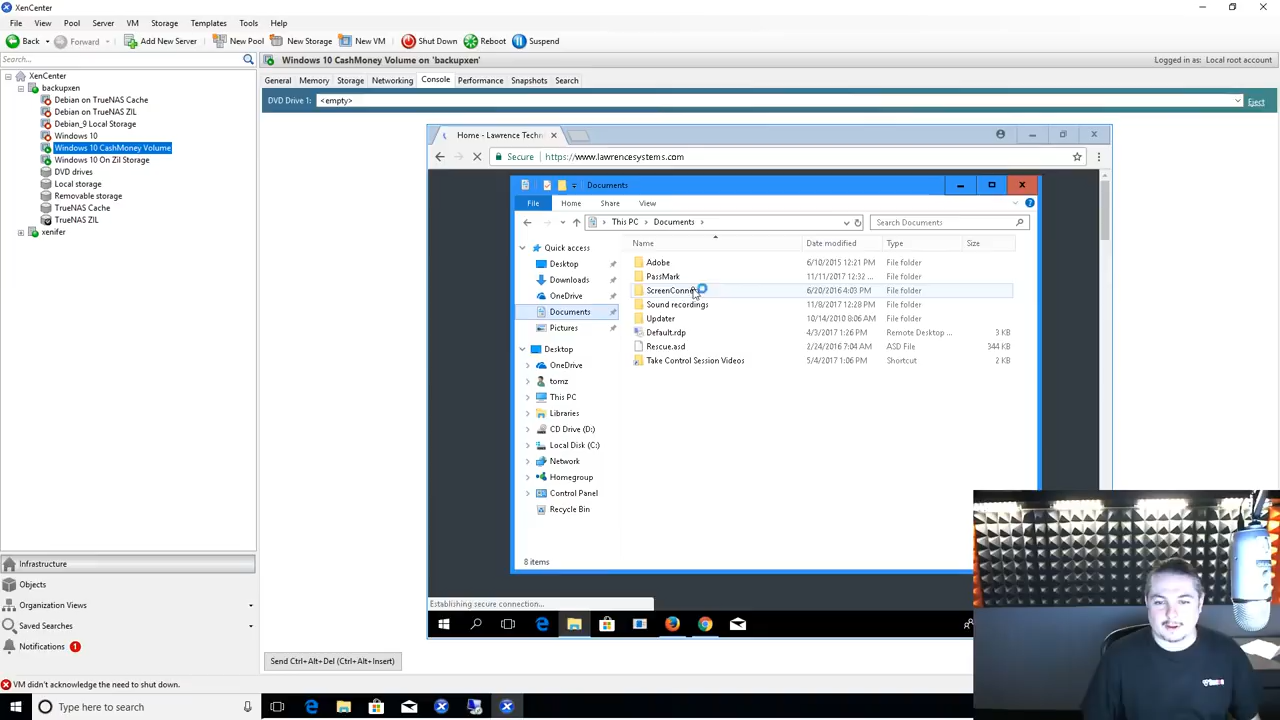 XenCenter
File View Pool Server VM Storage Templates Tools Help
Back Forward Add New Server New Pool New Storage New VM Shut Down Reboot Suspend
Search...
Windows 10 CashMoney Volume on 'backupxen' Logged in as: Local root account
XenCenter
backupxen
Debian on TrueNAS Cache
Debian on TrueNAS ZIL
Debian_9 Local Storage
Windows 10
Windows 10 CashMoney Volume
Windows 10 On Zil Storage
DVD drives
Local storage
Removable storage
TrueNAS Cache
TrueNAS ZIL
xenifer
General Memory Storage Networking Console Performance Snapshots Search
DVD Drive 1: <empty> Eject
Home - Lawrence Techn
Secure https://www.lawrencesystems.com
Documents
File Home Share View
This PC Documents Search Documents
Name Date modified Type Size
Quick access
Desktop
Downloads
OneDrive
Documents
Pictures
Desktop
OneDrive
tomz
This PC
Libraries
CD Drive (D:)
Local Disk (C:)
Network
Homegroup
Control Panel
Recycle Bin
Adobe 6/10/2015 12:21 PM File folder
PassMark 11/11/2017 12:32 ... File folder
ScreenConne 6/20/2016 4:03 PM File folder
Sound recordings 11/8/2017 12:28 PM File folder
Updater 10/14/2010 8:06 AM File folder
Default.rdp 4/3/2017 1:26 PM Remote Desktop ... 3 KB
Rescue.asd 2/24/2016 7:04 AM ASD File 344 KB
Take Control Session Videos 5/4/2017 1:06 PM Shortcut 2 KB
8 items
Establishing secure connection...
Infrastructure
Objects
Organization Views
Saved Searches
Notifications 1
Send Ctrl+Alt+Del (Ctrl+Alt+Insert)
VM didn't acknowledge the need to shut down.
Type here to search